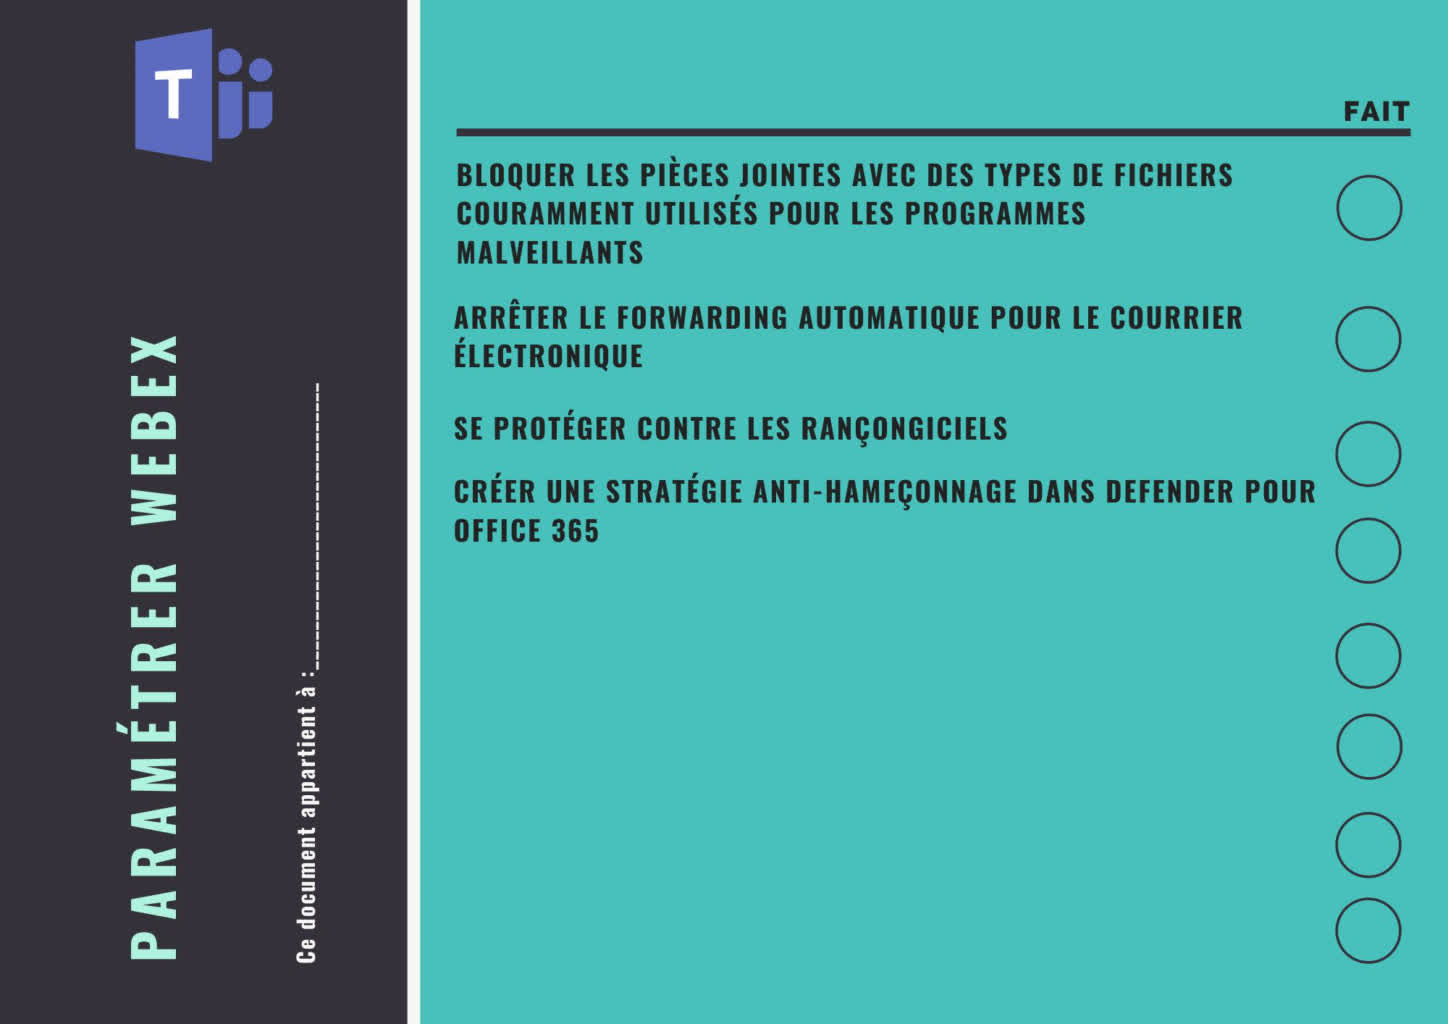 T
PARAMÉTRER WEBEX
Ce document appartient à :_____________________________
FAIT
BLOQUER LES PIÈCES JOINTES AVEC DES TYPES DE FICHIERS
COURAMMENT UTILISÉS POUR LES PROGRAMMES
MALVEILLANTS
ARRÊTER LE FORWARDING AUTOMATIQUE POUR LE COURRIER
ÉLECTRONIQUE
SE PROTÉGER CONTRE LES RANÇONGICIELS
CRÉER UNE STRATÉGIE ANTI-HAMEÇONNAGE DANS DEFENDER POUR
OFFICE 365